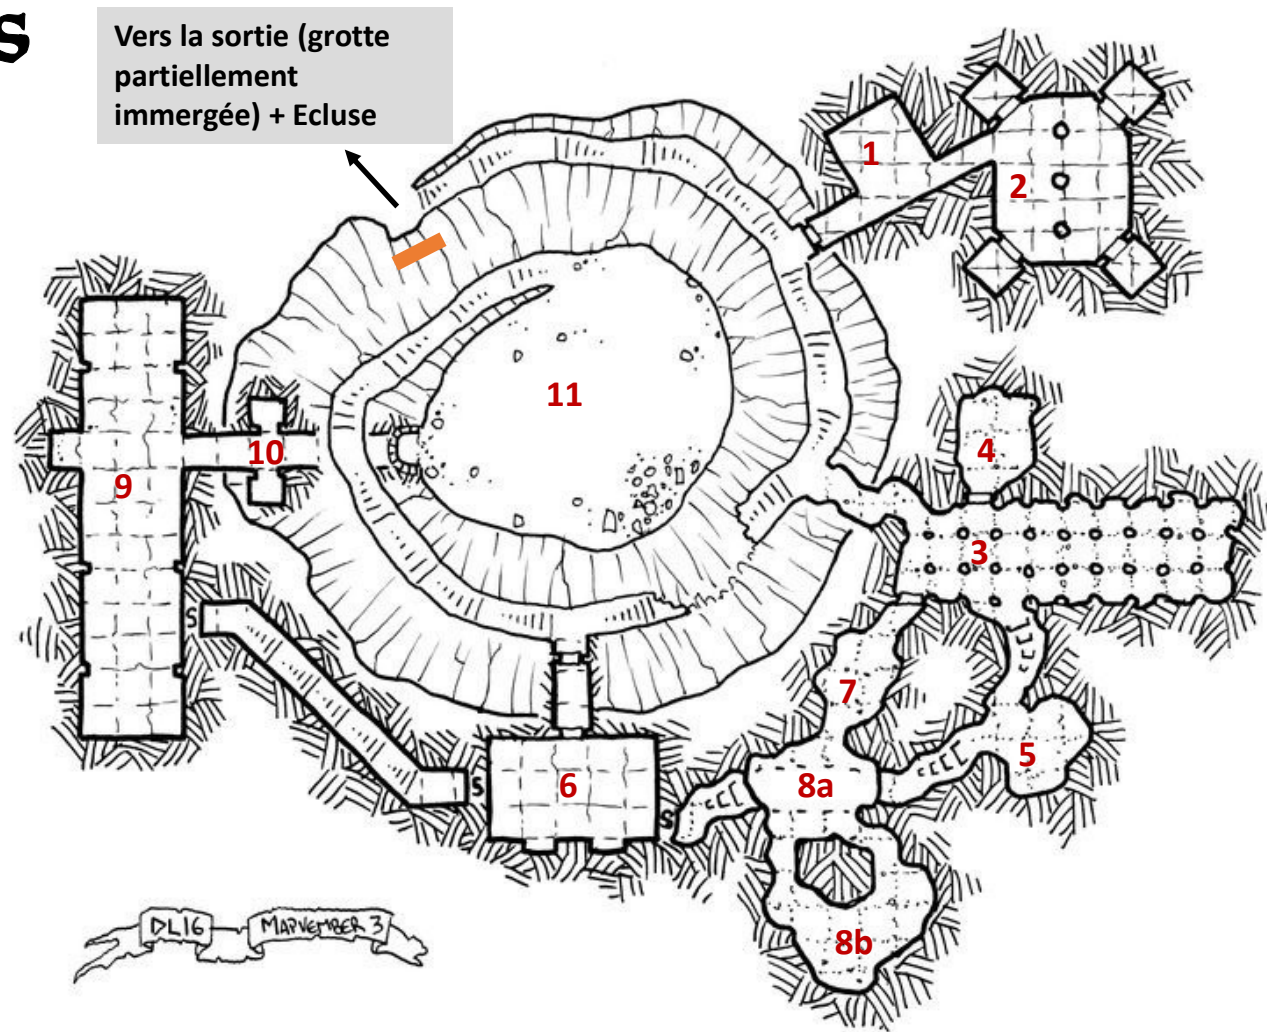 s
Vers la sortie (grotte
partiellement
immergée) + Ecluse
1
2
11
4
10
9
3
S
7
5
S
6
S
8a
8b
DL16 MAPVEMBER 3